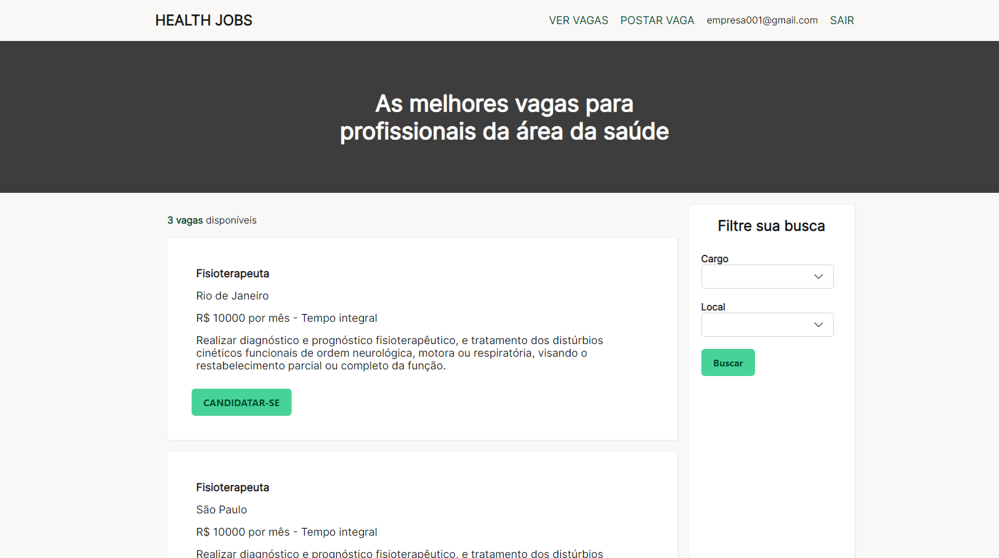 HEALTH JOBS
VER VAGAS POSTAR VAGA empresa001@gmail.com SAIR
As melhores vagas para
profissionais da área da saúde
3 vagas disponíveis
Fisioterapeuta
Rio de Janeiro
R$ 10000 por mês - Tempo integral
Realizar diagnóstico e prognóstico fisioterapêutico, e tratamento dos distúrbios
cinéticos funcionais de ordem neurológica, motora ou respiratória, visando o
restabelecimento parcial ou completo da função.
CANDIDATAR-SE
Fisioterapeuta
São Paulo
R$ 10000 por mês - Tempo integral
Realizar diagnóstico e prognóstico fisioterapêutico, e tratamento dos distúrbios
Filtre sua busca
Cargo
Local
Buscar